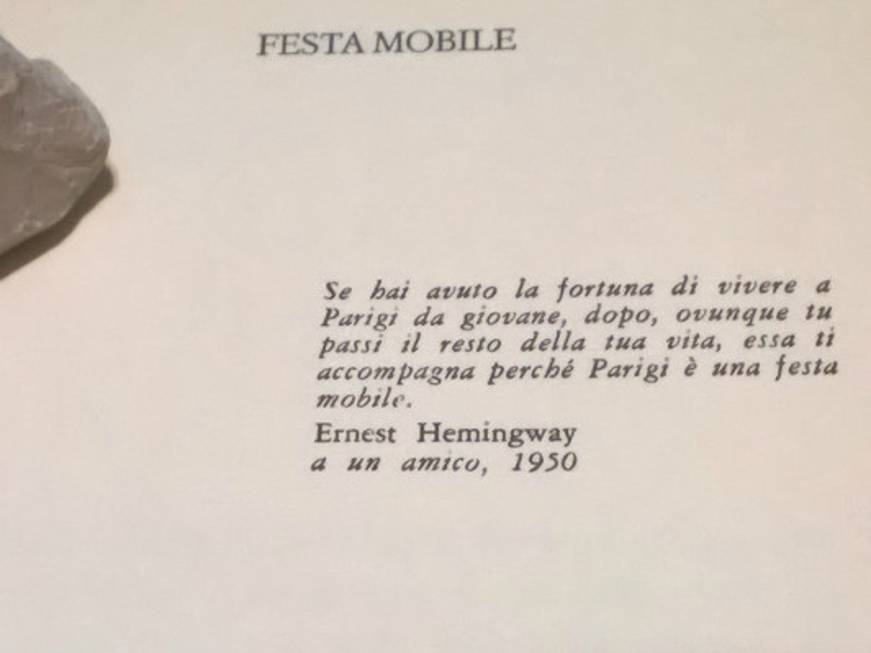 FESTA MOBILE
Se hai avuto la fortuna di vivere a
Parigi da giovane, dopo, ovunque tu
passi il resto della tua vita, essa ti
accompagna perché Parigi è una festa
mobile.
Ernest Hemingway
a un amico, 1950